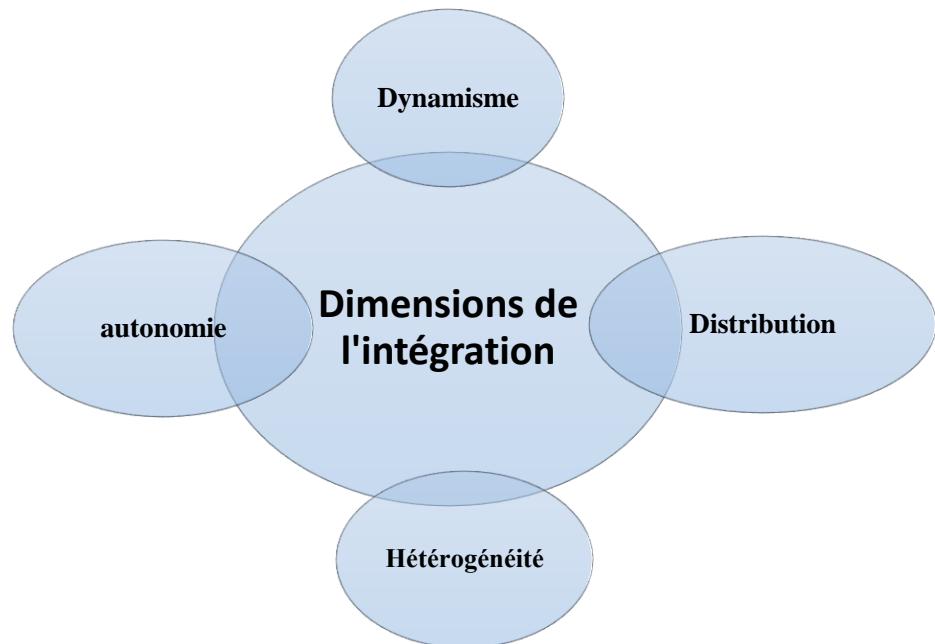 Dynamisme
autonomie
Dimensions de
l'intégration
Distribution
Hétérogénéité